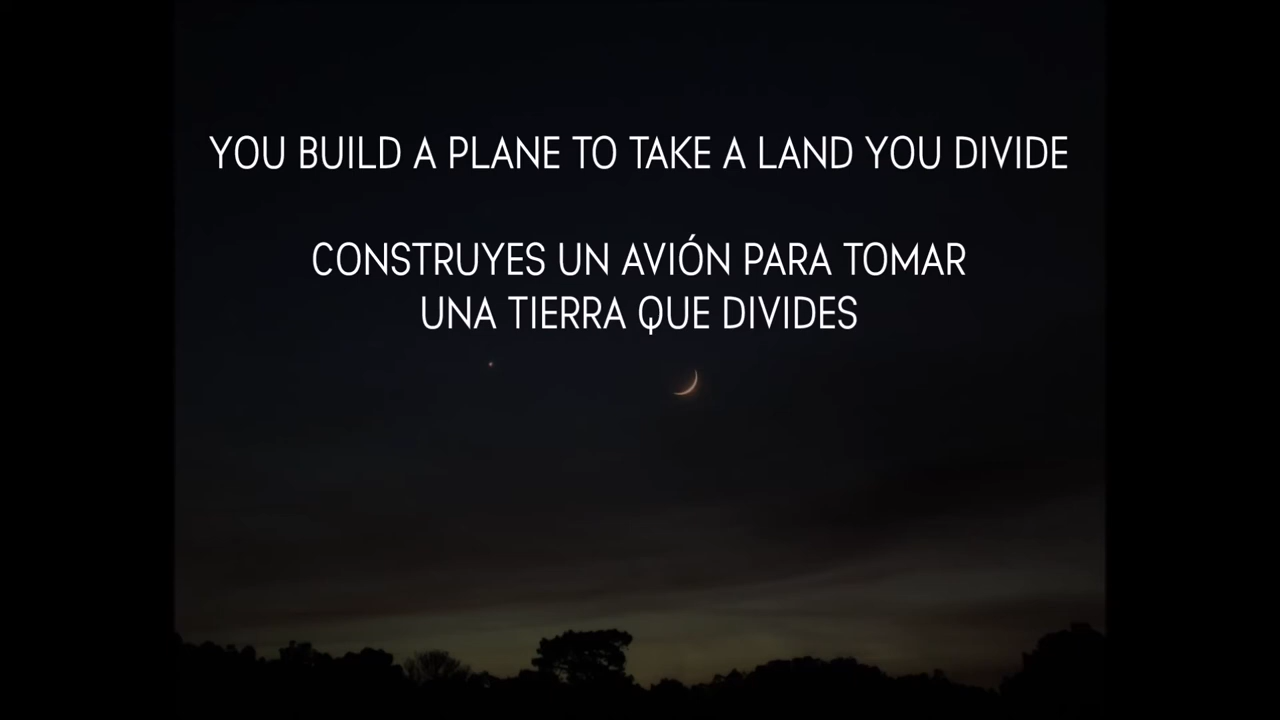 YOU BUILD A PLANE TO TAKE A LAND YOU DIVIDE
CONSTRUYES UN AVIÓN PARA TOMAR
UNA TIERRA QUE DIVIDES